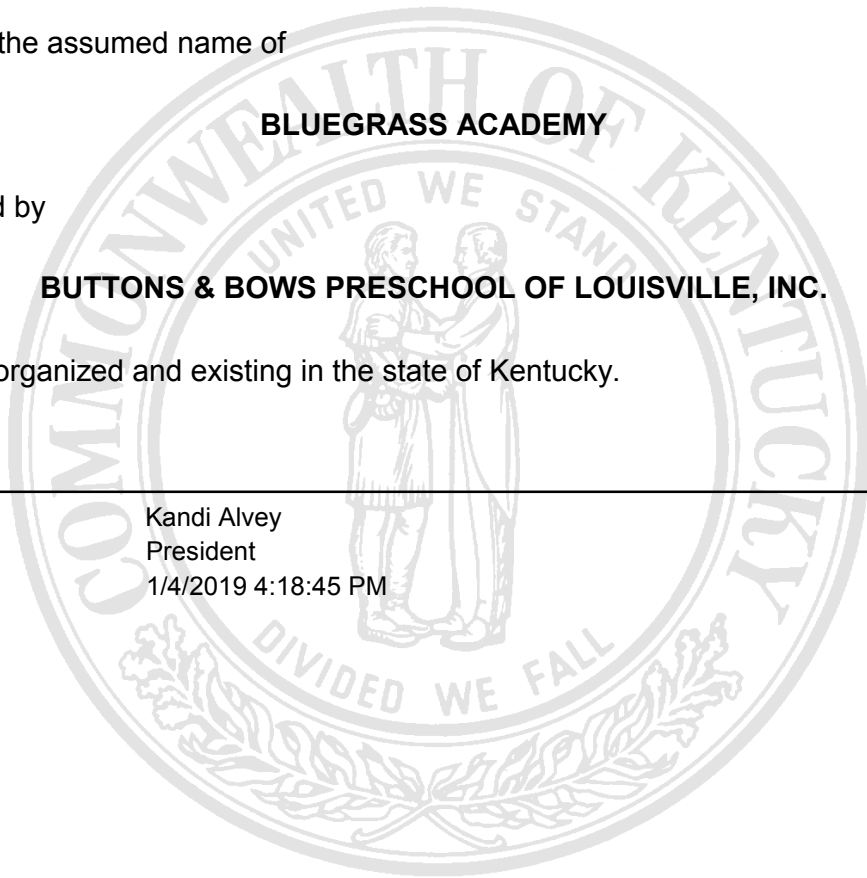 the assumed name of
BLUEGRASS ACADEMY
d by
BUTTONS & BOWS PRESCHOOL OF LOUISVILLE, INC.
organized and existing in the state of Kentucky.
Kandi Alvey
President
1/4/2019 4:18:45 PM
COMMONWEALTH OF KENTUCKY
UNITED WE STAND
DIVIDED WE FALL